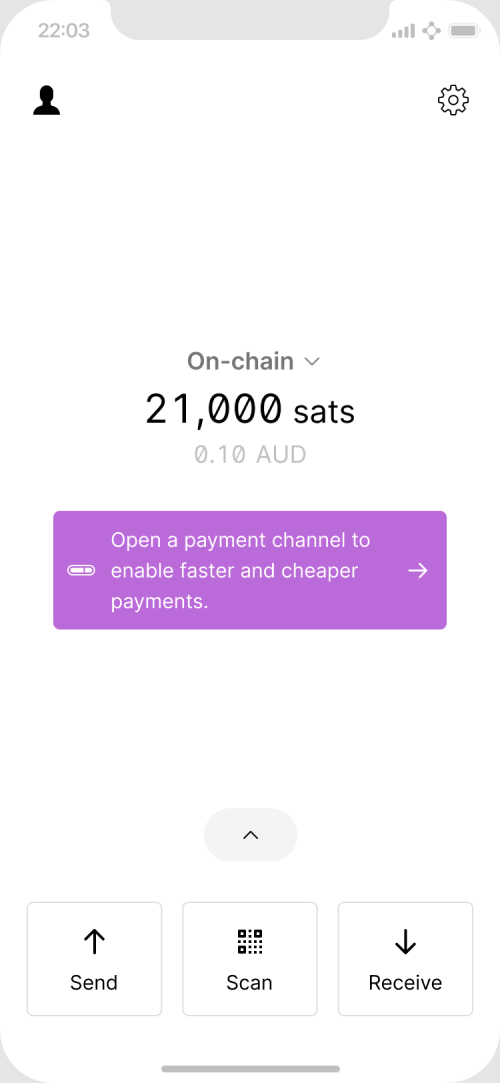 22:03
On-chain
21,000 sats
0.10 AUD
Open a payment channel to
enable faster and cheaper
payments.
Send
Scan
Receive